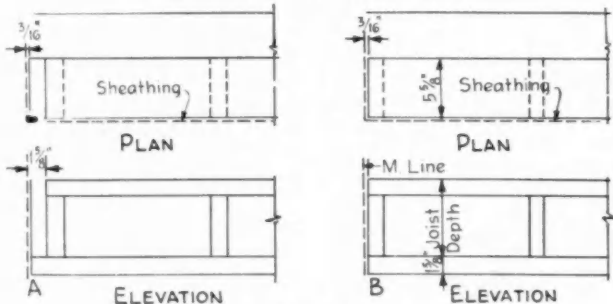 3/16"
3/16"
Sheathing
5 5/8"
Sheathing
PLAN
PLAN
1 5/8"
M. Line
1 5/8" Joist
Depth
A
ELEVATION
B
ELEVATION